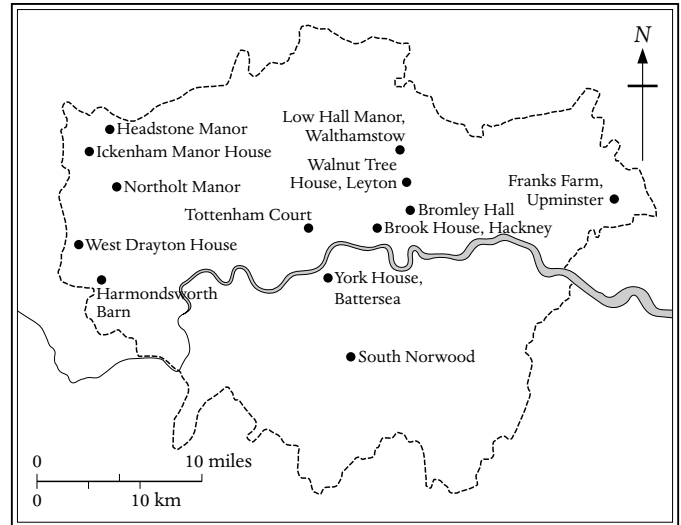 N
Low Hall Manor,
Walthamstow
Headstone Manor
Ickenham Manor House
Walnut Tree
House, Leyton
Northolt Manor
Franks Farm,
Upminster
Tottenham Court
Bromley Hall
Brook House, Hackney
West Drayton House
York House,
Battersea
Harmondsworth
Barn
South Norwood
0 10 miles
0 10 km